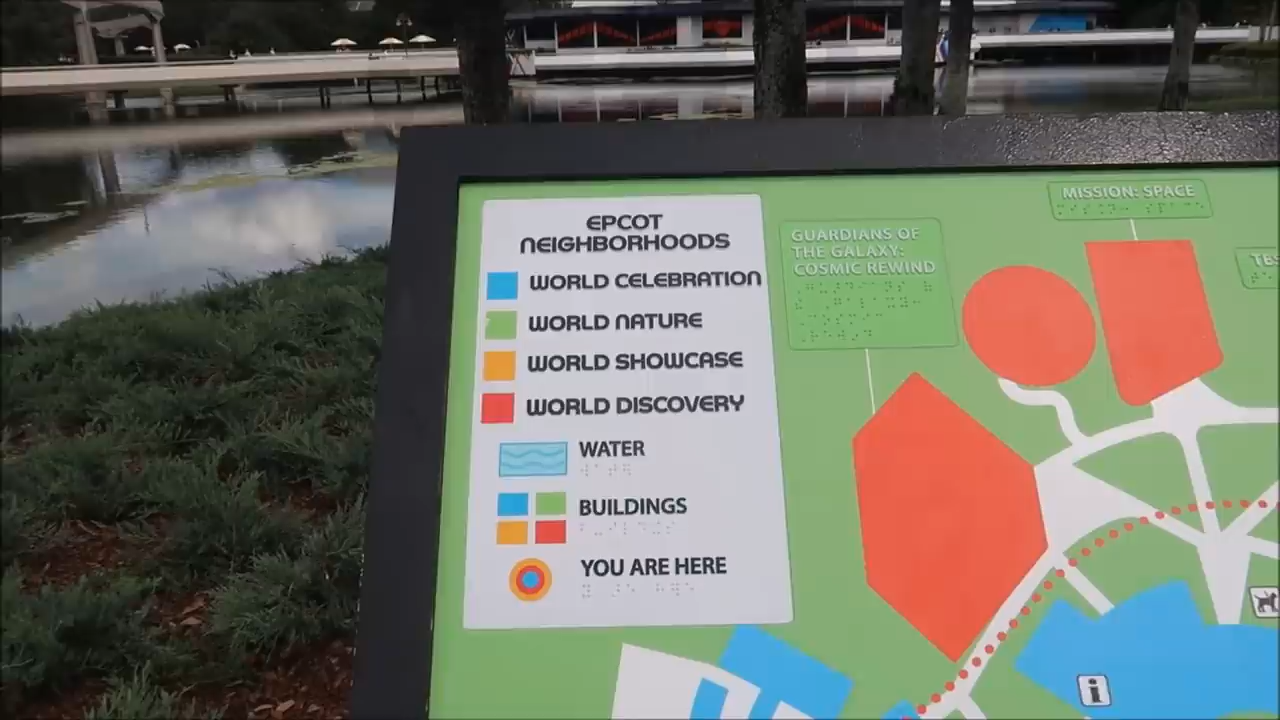 EPCOT
NEIGHBORHOODS
WORLD CELEBRATION
WORLD NATURE
WORLD SHOWCASE
WORLD DISCOVERY
WATER
BUILDINGS
YOU ARE HERE
GUARDIANS OF
THE GALAXY:
COSMIC REWIND
MISSION: SPACE
TES
i